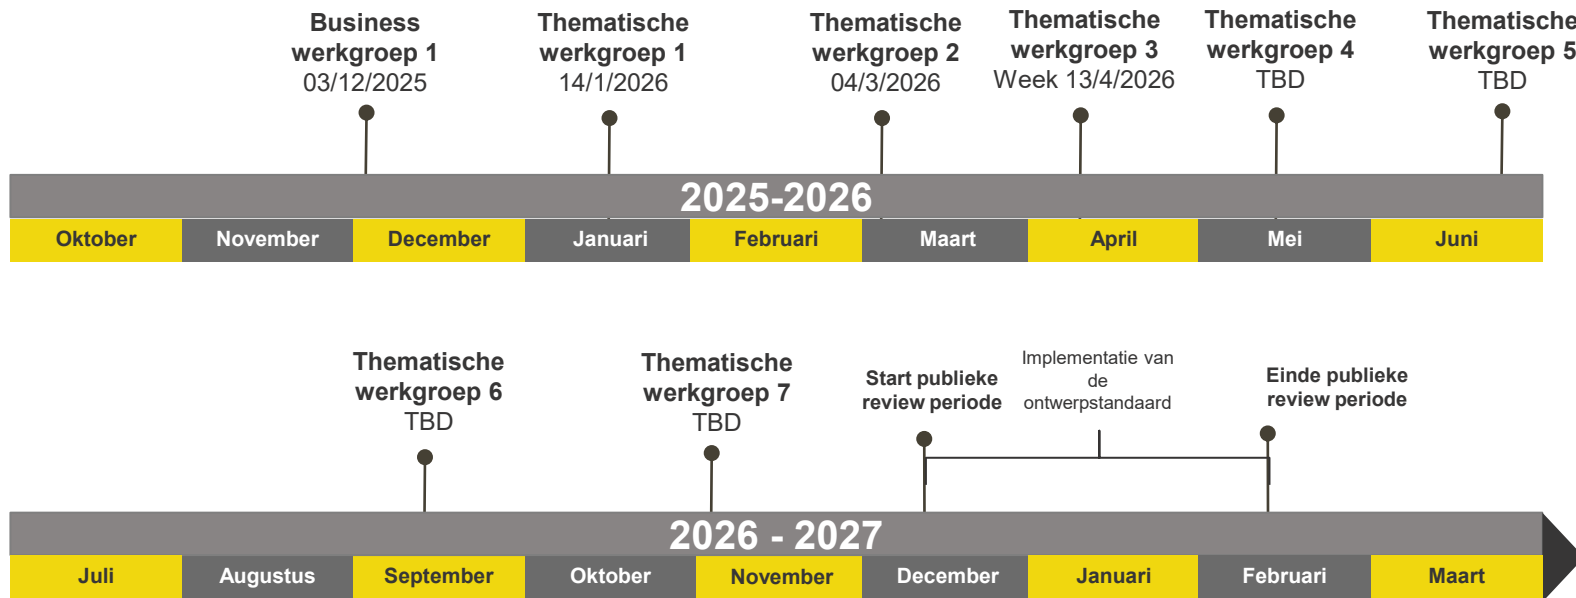 Business
werkgroep 1
03/12/2025
Thematische
werkgroep 1
14/1/2026
Thematische
werkgroep 2
04/3/2026
Thematische
werkgroep 3
Week 13/4/2026
Thematische
werkgroep 4
TBD
Thematische
werkgroep 5
TBD
2025-2026
Oktober
November
December
Januari
Februari
Maart
April
Mei
Juni
Thematische
werkgroep 6
TBD
Thematische
werkgroep 7
TBD
Start publieke
review periode
Implementatie van
de
ontwerpstandaard
Einde publieke
review periode
2026 - 2027
Juli
Augustus
September
Oktober
November
December
Januari
Februari
Maart